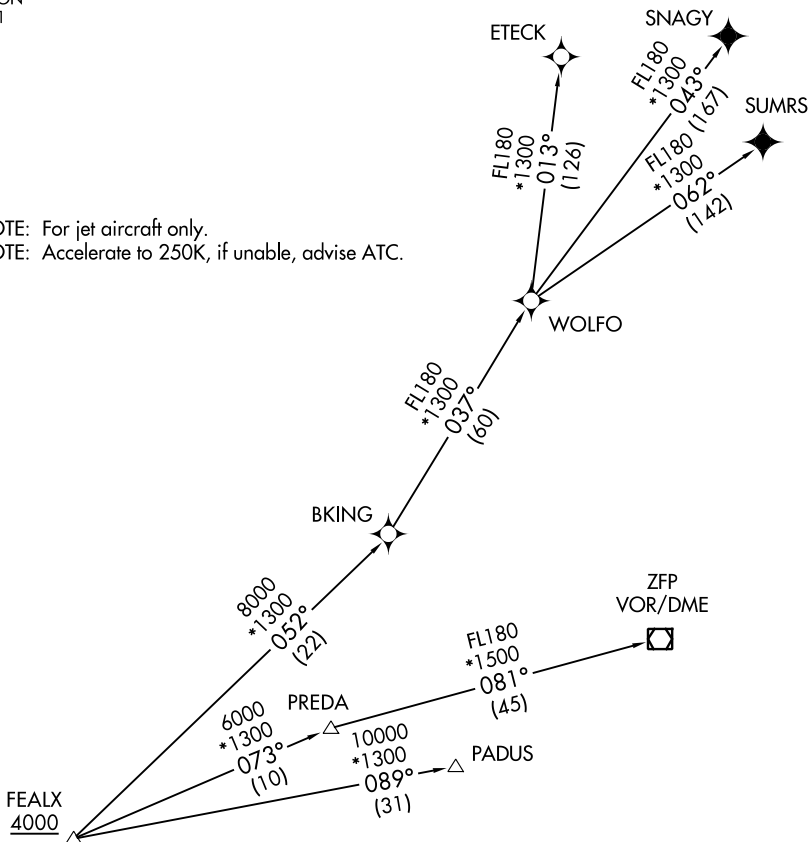 ON
1
ETECK
SNAGY
SUMRS
FL180
*1300
013°
(126)
FL180
*1300
043°
(167)
FL180
*1300
062°
(142)
OTE: For jet aircraft only.
OTE: Accelerate to 250K, if unable, advise ATC.
WOLFO
FL180
*1300
037°
(60)
BKING
8000
*1300
052°
(22)
ZFP
VOR/DME
FL180
*1500
081°
(45)
PREDA
6000
*1300
073°
(10)
10000
*1300
089°
(31)
PADUS
FEALX
4000